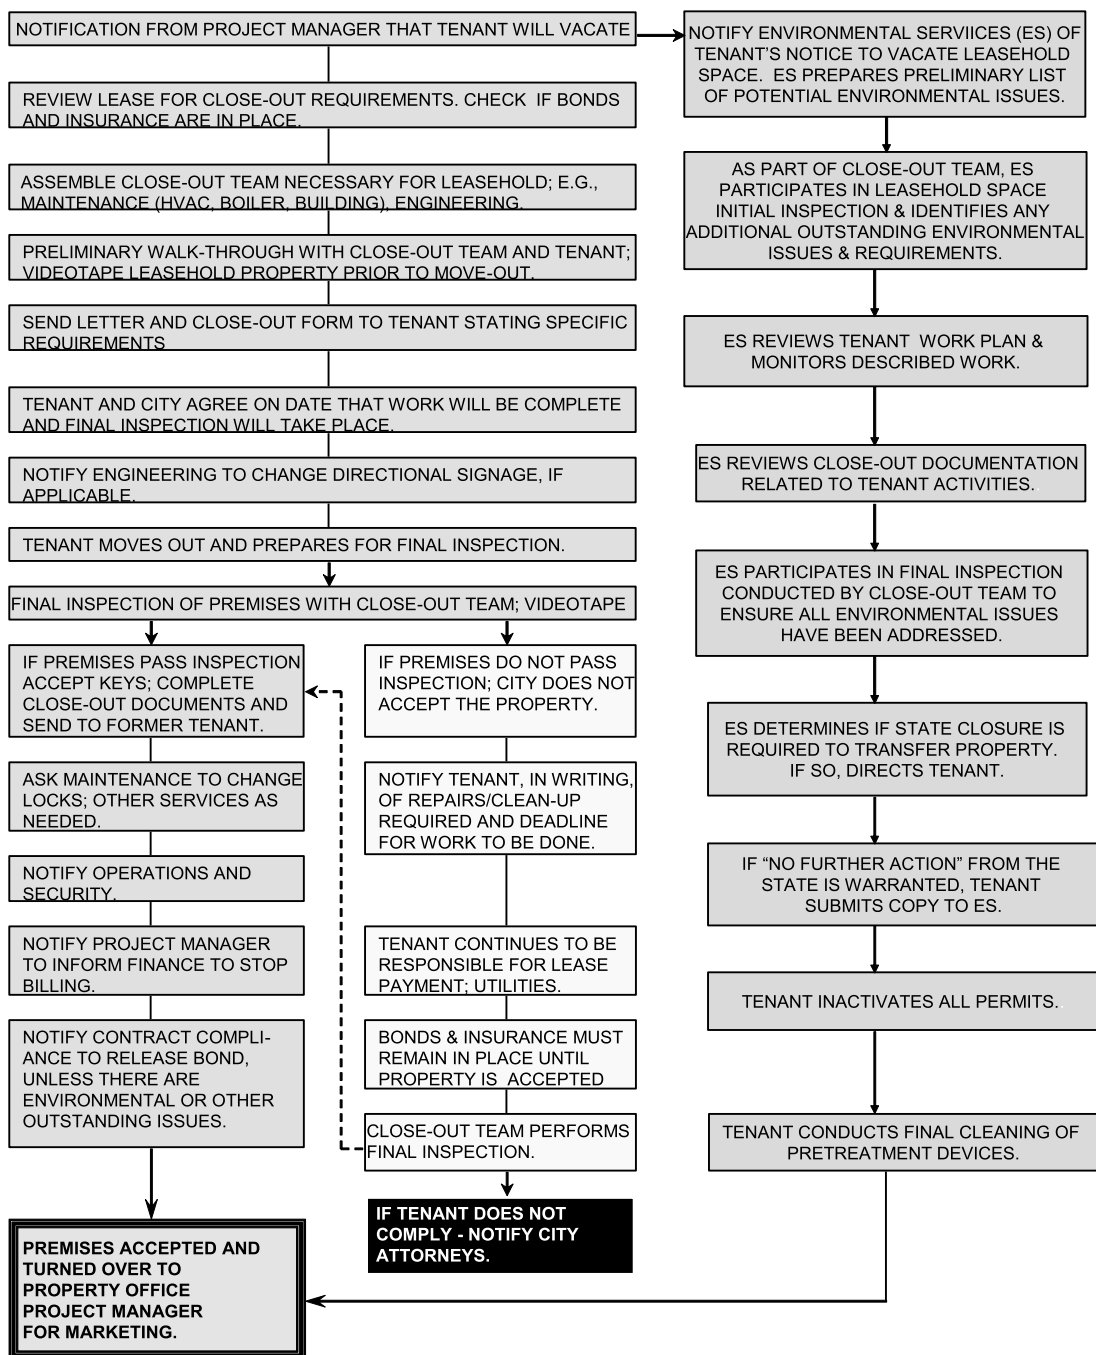 NOTIFICATION FROM PROJECT MANAGER THAT TENANT WILL VACATE
REVIEW LEASE FOR CLOSE-OUT REQUIREMENTS. CHECK IF BONDS
AND INSURANCE ARE IN PLACE.
ASSEMBLE CLOSE-OUT TEAM NECESSARY FOR LEASEHOLD; E.G.,
MAINTENANCE (HVAC, BOILER, BUILDING), ENGINEERING.
PRELIMINARY WALK-THROUGH WITH CLOSE-OUT TEAM AND TENANT;
VIDEOTAPE LEASEHOLD PROPERTY PRIOR TO MOVE-OUT.
SEND LETTER AND CLOSE-OUT FORM TO TENANT STATING SPECIFIC
REQUIREMENTS
TENANT AND CITY AGREE ON DATE THAT WORK WILL BE COMPLETE
AND FINAL INSPECTION WILL TAKE PLACE.
NOTIFY ENGINEERING TO CHANGE DIRECTIONAL SIGNAGE, IF
APPLICABLE.
TENANT MOVES OUT AND PREPARES FOR FINAL INSPECTION.
FINAL INSPECTION OF PREMISES WITH CLOSE-OUT TEAM; VIDEOTAPE
IF PREMISES PASS INSPECTION
ACCEPT KEYS; COMPLETE
CLOSE-OUT DOCUMENTS AND
SEND TO FORMER TENANT.
ASK MAINTENANCE TO CHANGE
LOCKS; OTHER SERVICES AS
NEEDED.
NOTIFY OPERATIONS AND
SECURITY.
NOTIFY PROJECT MANAGER
TO INFORM FINANCE TO STOP
BILLING.
NOTIFY CONTRACT COMPLI-
ANCE TO RELEASE BOND,
UNLESS THERE ARE
ENVIRONMENTAL OR OTHER
OUTSTANDING ISSUES.
PREMISES ACCEPTED AND
TURNED OVER TO
PROPERTY OFFICE
PROJECT MANAGER
FOR MARKETING.
IF PREMISES DO NOT PASS
INSPECTION; CITY DOES NOT
ACCEPT THE PROPERTY.
NOTIFY TENANT, IN WRITING,
OF REPAIRS/CLEAN-UP
REQUIRED AND DEADLINE
FOR WORK TO BE DONE.
TENANT CONTINUES TO BE
RESPONSIBLE FOR LEASE
PAYMENT; UTILITIES.
BONDS & INSURANCE MUST
REMAIN IN PLACE UNTIL
PROPERTY IS ACCEPTED
CLOSE-OUT TEAM PERFORMS
FINAL INSPECTION.
IF TENANT DOES NOT
COMPLY - NOTIFY CITY
ATTORNEYS.
NOTIFY ENVIRONMENTAL SERVIICES (ES) OF
TENANT'S NOTICE TO VACATE LEASEHOLD
SPACE. ES PREPARES PRELIMINARY LIST
OF POTENTIAL ENVIRONMENTAL ISSUES.
AS PART OF CLOSE-OUT TEAM, ES
PARTICIPATES IN LEASEHOLD SPACE
INITIAL INSPECTION & IDENTIFIES ANY
ADDITIONAL OUTSTANDING ENVIRONMENTAL
ISSUES & REQUIREMENTS.
ES REVIEWS TENANT WORK PLAN &
MONITORS DESCRIBED WORK.
ES REVIEWS CLOSE-OUT DOCUMENTATION
RELATED TO TENANT ACTIVITIES.
ES PARTICIPATES IN FINAL INSPECTION
CONDUCTED BY CLOSE-OUT TEAM TO
ENSURE ALL ENVIRONMENTAL ISSUES
HAVE BEEN ADDRESSED.
ES DETERMINES IF STATE CLOSURE IS
REQUIRED TO TRANSFER PROPERTY.
IF SO, DIRECTS TENANT.
IF “NO FURTHER ACTION” FROM THE
STATE IS WARRANTED, TENANT
SUBMITS COPY TO ES.
TENANT INACTIVATES ALL PERMITS.
TENANT CONDUCTS FINAL CLEANING OF
PRETREATMENT DEVICES.